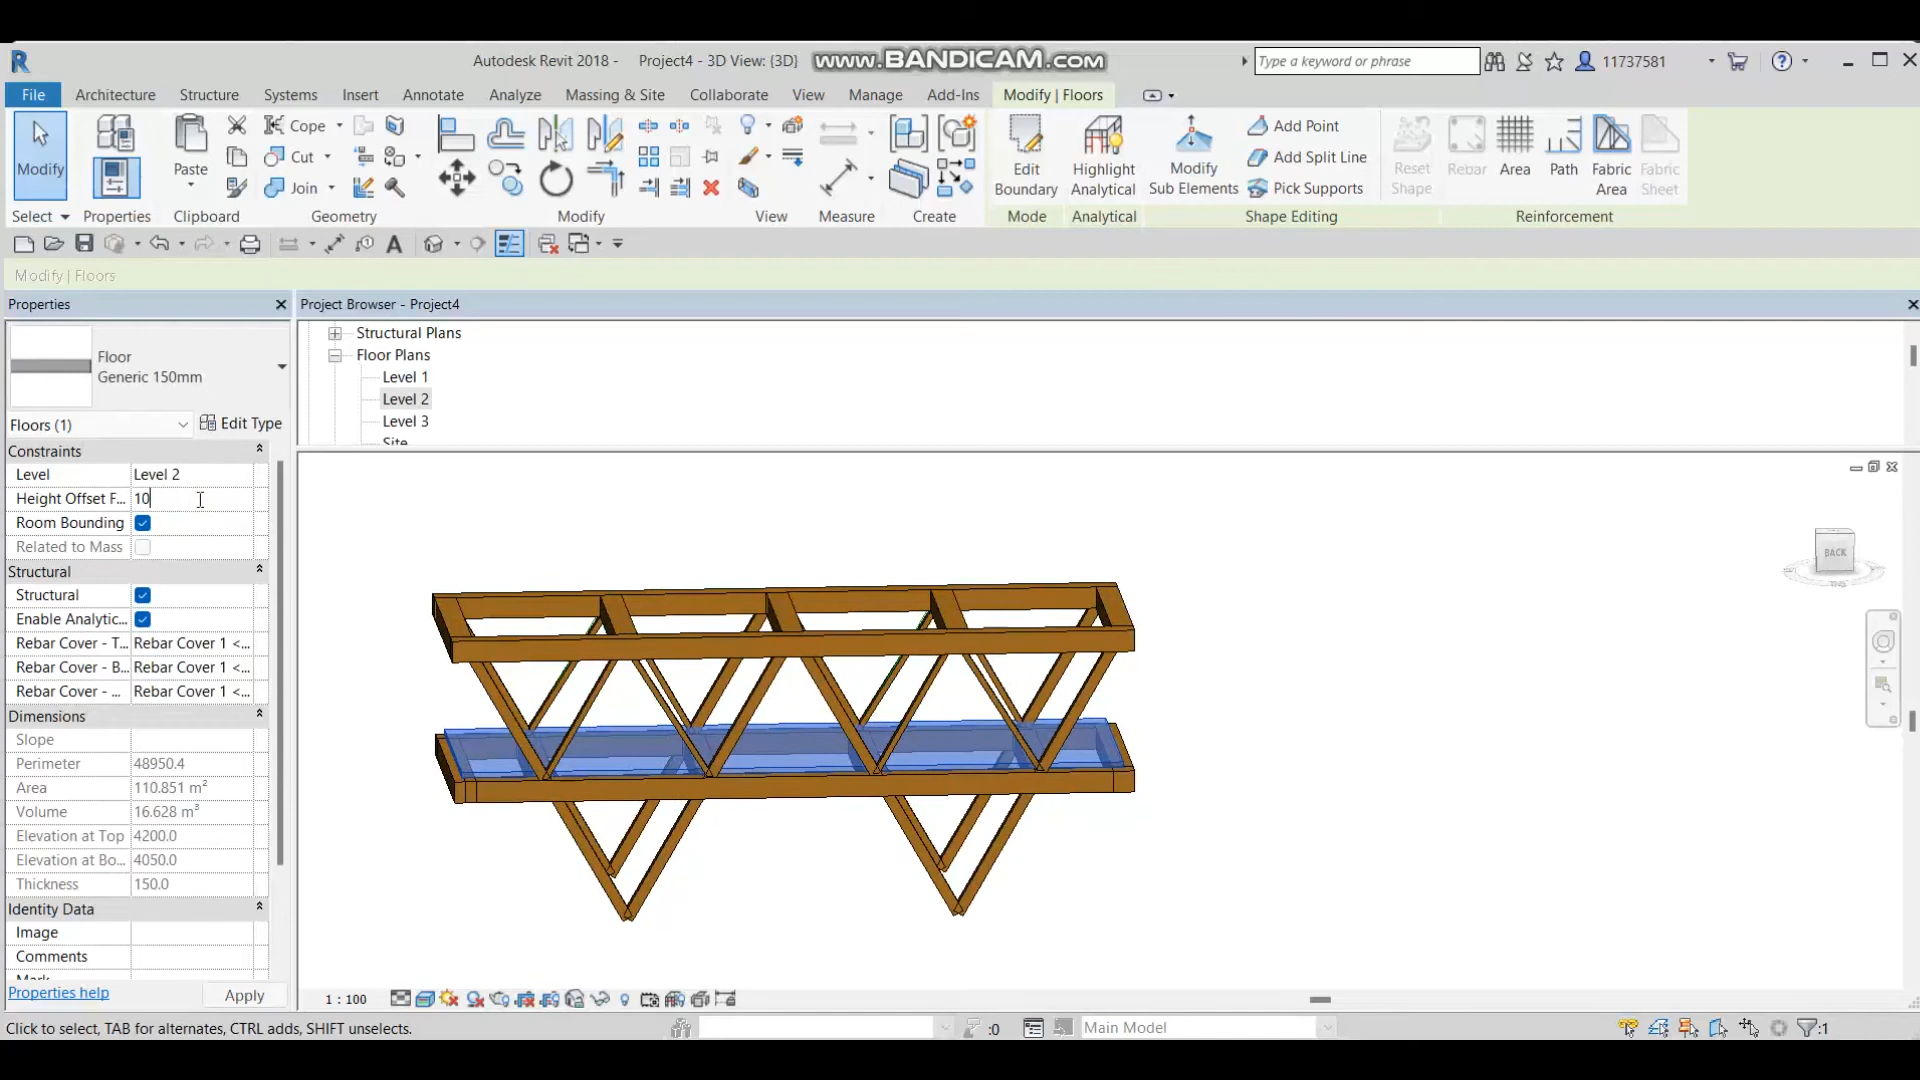 Autodesk Revit 2018 - Project4 - 3D View: {3D}
www.BANDICAM.com
Type a keyword or phrase
11737581
File Architecture Structure Systems Insert Annotate Analyze Massing & Site Collaborate View Manage Add-Ins Modify | Floors
Modify
Paste
Cope
Cut
Join
Edit Boundary
Highlight Analytical
Modify Sub Elements
Add Point
Add Split Line
Pick Supports
Reset Shape
Rebar
Area
Path
Fabric Area
Fabric Sheet
Select Properties Clipboard Geometry Modify View Measure Create Mode Analytical Shape Editing Reinforcement
Modify | Floors
Properties
Floor
Generic 150mm
Floors (1) Edit Type
Constraints
Level Level 2
Height Offset F... 10
Room Bounding
Related to Mass
Structural
Structural
Enable Analytic...
Rebar Cover - T... Rebar Cover 1 <...
Rebar Cover - B... Rebar Cover 1 <...
Rebar Cover - ... Rebar Cover 1 <...
Dimensions
Slope
Perimeter 48950.4
Area 110.851 m²
Volume 16.628 m³
Elevation at Top 4200.0
Elevation at Bo... 4050.0
Thickness 150.0
Identity Data
Image
Comments
Mark
Properties help Apply
Project Browser - Project4
Structural Plans
Floor Plans
Level 1
Level 2
Level 3
Site
BACK
1 : 100
Click to select, TAB for alternates, CTRL adds, SHIFT unselects.
:0
Main Model
:1